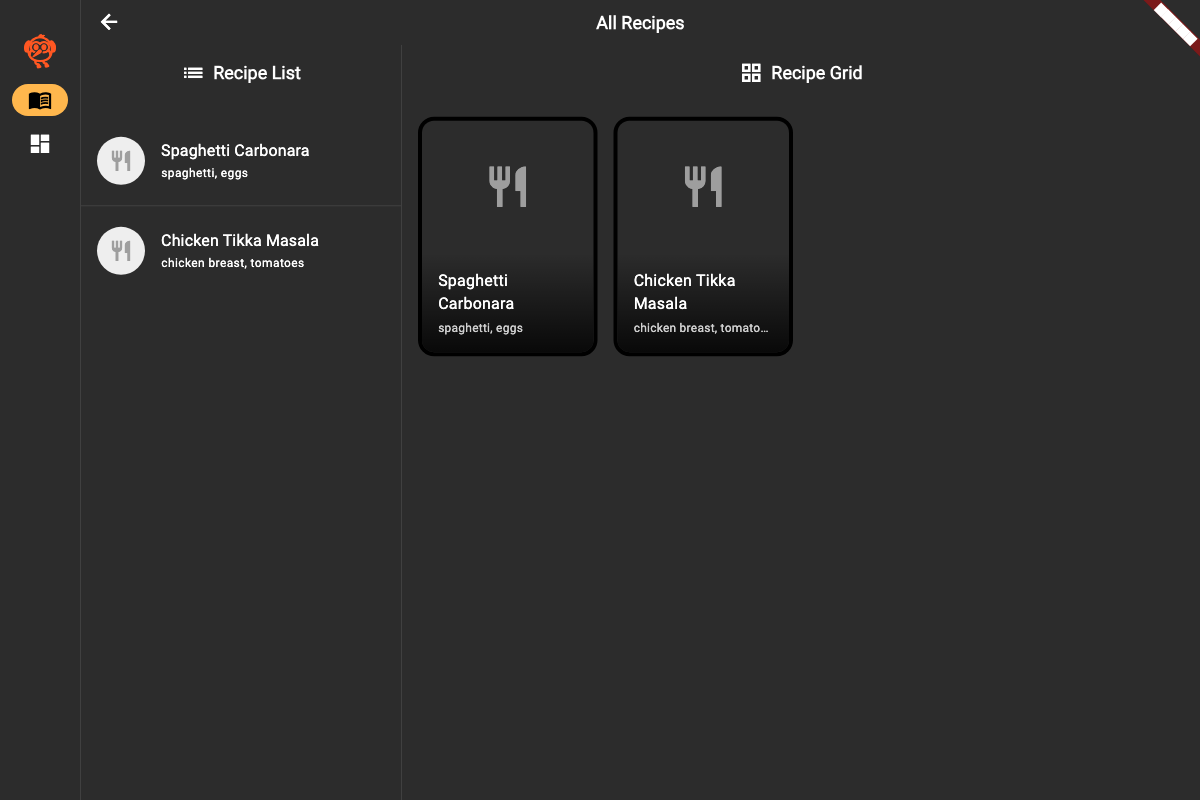 All Recipes
Recipe List
Spaghetti Carbonara
spaghetti, eggs
Chicken Tikka Masala
chicken breast, tomatoes
Recipe Grid
Spaghetti
Carbonara
spaghetti, eggs
Chicken Tikka
Masala
chicken breast, tomato…